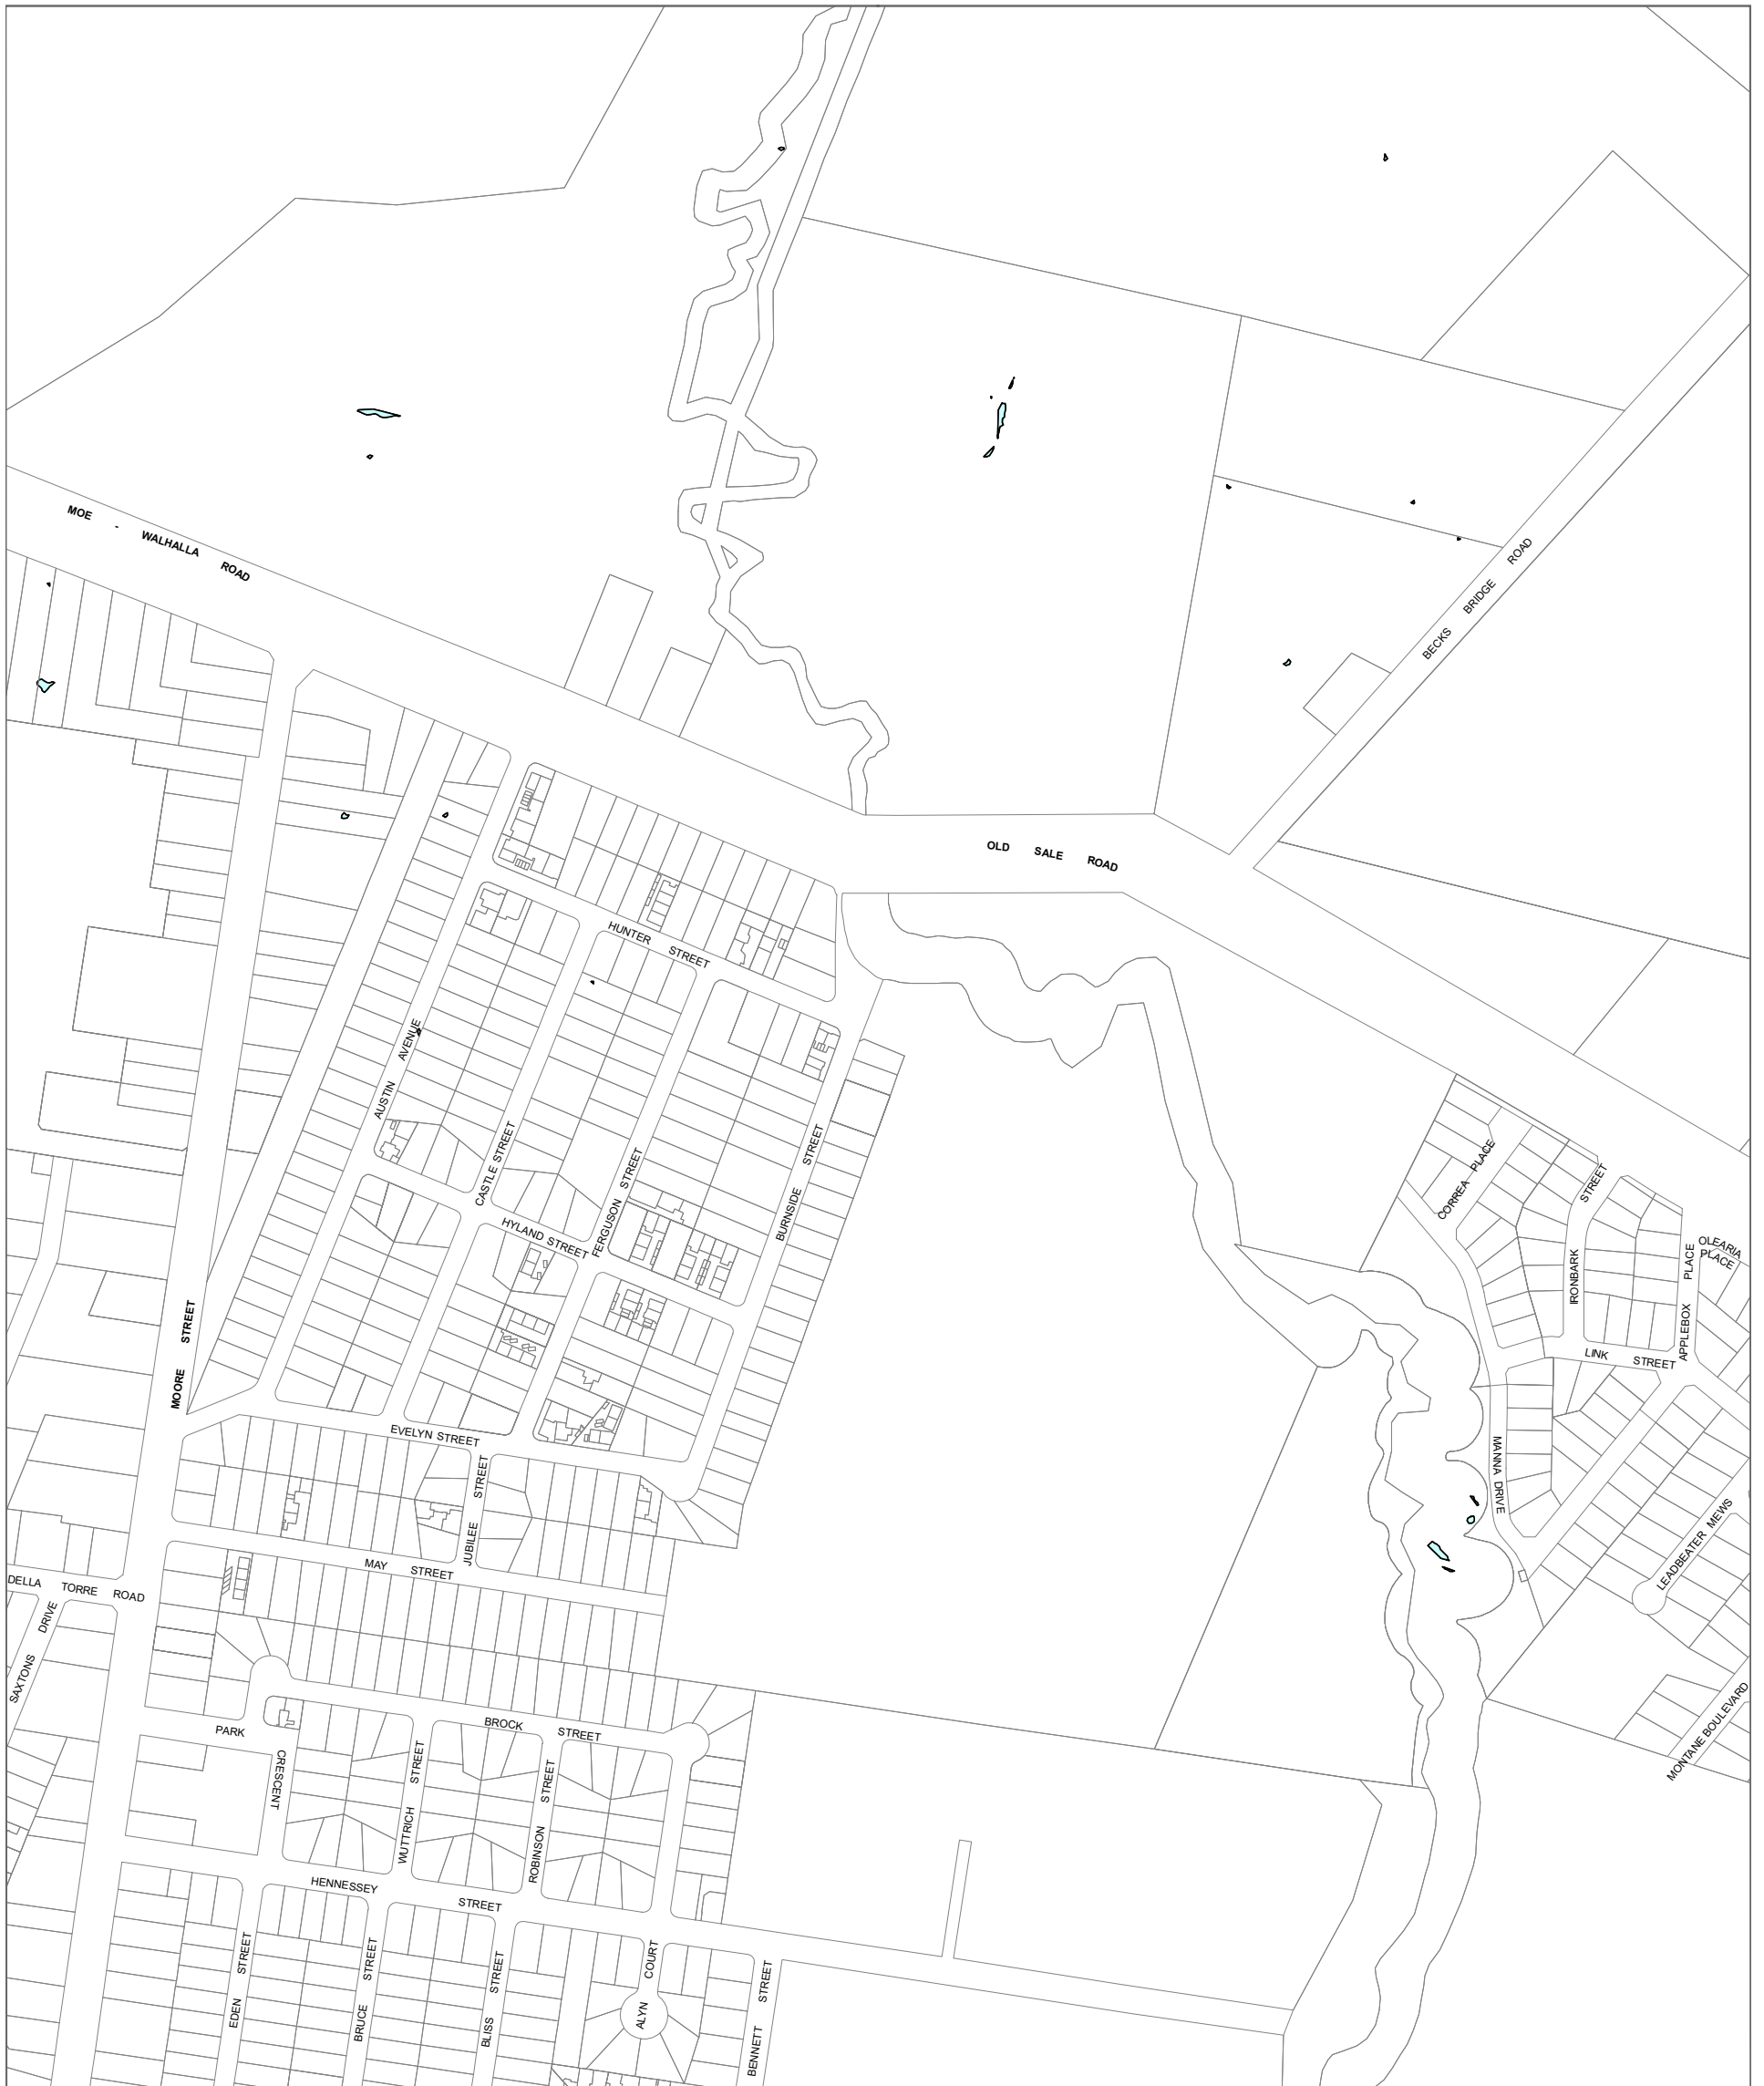 MOE - WALHALLA ROAD
BECKS BRIDGE ROAD
OLD SALE ROAD
HUNTER STREET
AUSTIN AVENUE
CASTLE STREET
FERGUSON STREET
BURNSIDE STREET
HYLAND STREET
CORREA PLACE
IRONBARK STREET
APPLEBOX PLACE
OLEARIA
PLACE
LINK STREET
MOORE STREET
EVELYN STREET
JUBILEE STREET
MANNA DRIVE
LEADBEATER MEWS
MAY STREET
DELLA TORRE ROAD
SAXTONS DRIVE
MONTANE BOULEVARD
PARK CRESCENT
BROCK STREET
WUTTRICH STREET
ROBINSON STREET
HENNESSEY STREET
EDEN STREET
BRUCE STREET
BLISS STREET
ALYN COURT
BENNETT STREET